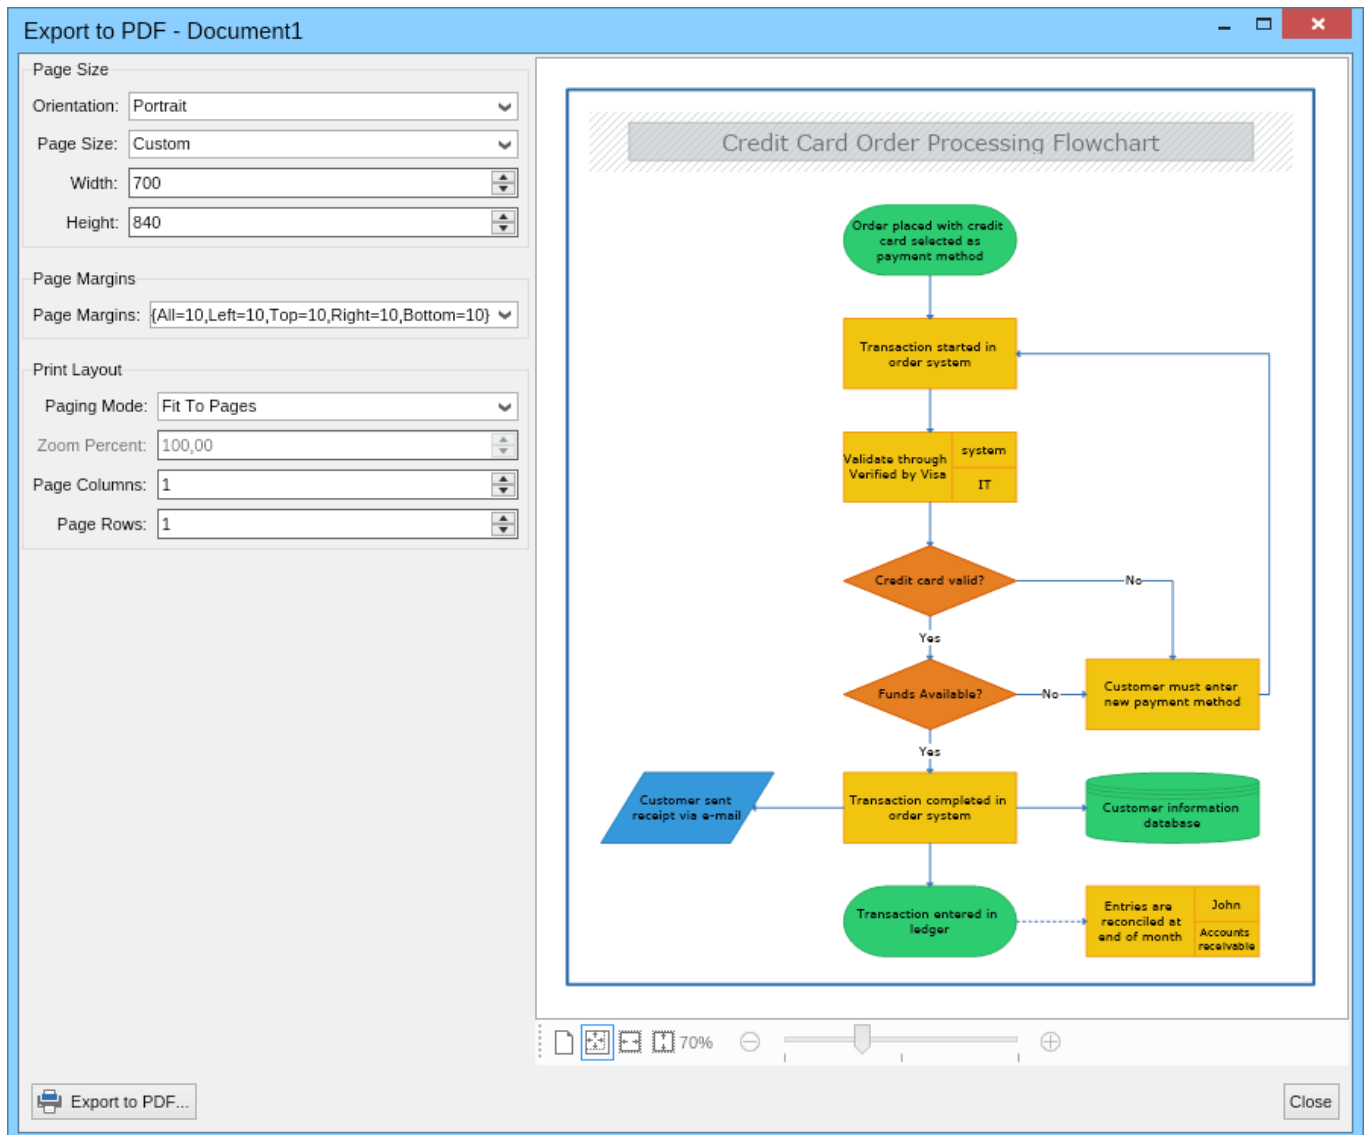 Export to PDF - Document1
Page Size
Orientation: Portrait
Page Size: Custom
Width: 700
Height: 840
Page Margins
Page Margins: {All=10,Left=10,Top=10,Right=10,Bottom=10}
Print Layout
Paging Mode: Fit To Pages
Zoom Percent: 100,00
Page Columns: 1
Page Rows: 1
Credit Card Order Processing Flowchart
Order placed with credit
card selected as
payment method
Transaction started in
order system
Validate through
Verified by Visa
system
IT
Credit card valid?
No
Yes
Funds Available?
No
Customer must enter
new payment method
Yes
Customer sent
receipt via e-mail
Transaction completed in
order system
Customer information
database
Transaction entered in
ledger
Entries are
reconciled at
end of month
John
Accounts
receivable
70%
Export to PDF...
Close